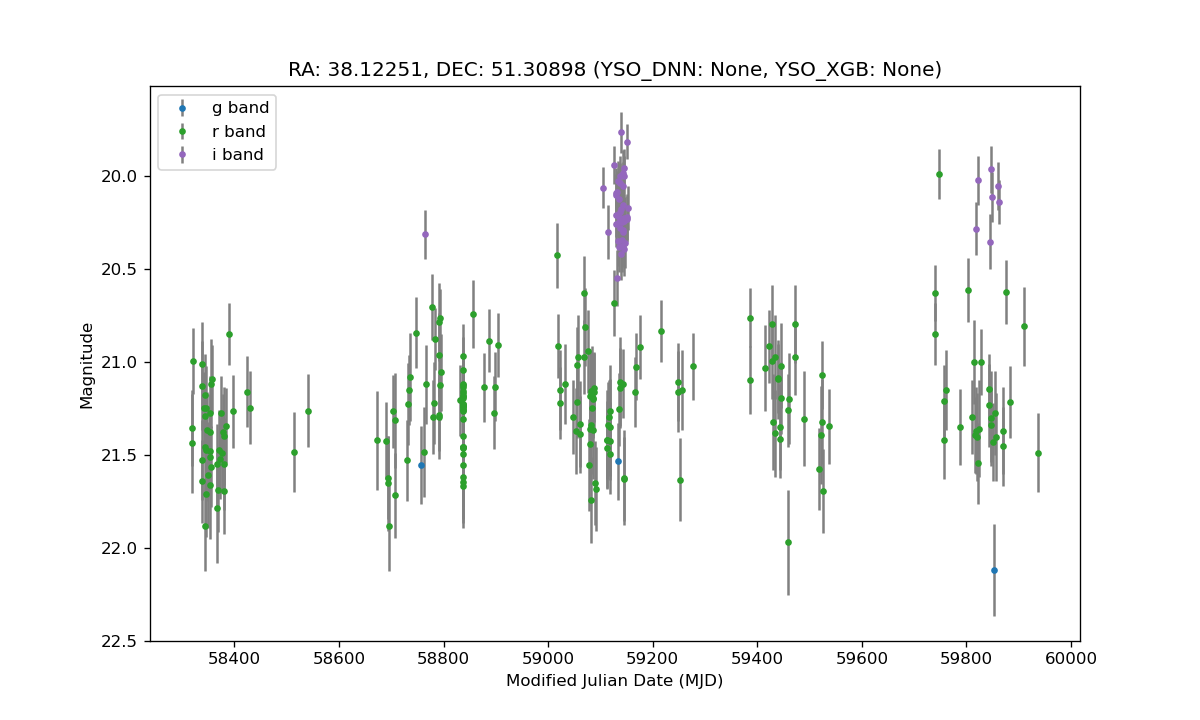 RA: 38.12251, DEC: 51.30898 (YSO_DNN: None, YSO_XGB: None)
g band
r band
i band
20.0
20.5
21.0
21.5
22.0
22.5
Magnitude
58400 58600 58800 59000 59200 59400 59600 59800 60000
Modified Julian Date (MJD)